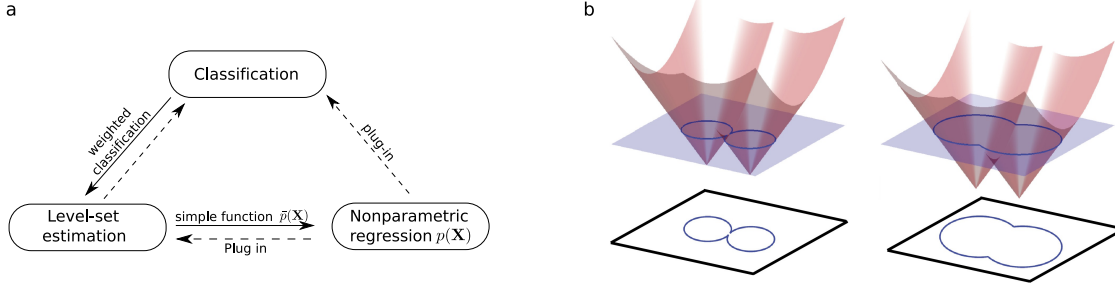 a
b
Classification
weighted
classification
plug-in
Level-set
estimation
simple function p̄(X)
Plug in
Nonparametric
regression p(X)